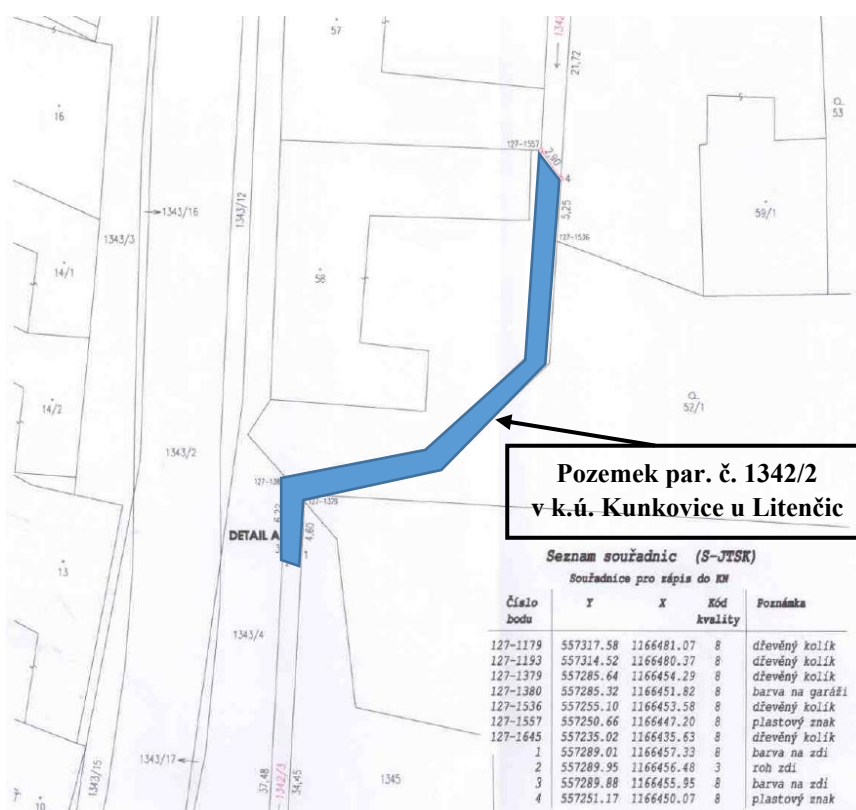 57
1342
21,72
16
127-1557
2,90
4
53
5,25
1343/16
1343/12
59/1
1343/3
127-1536
14/1
56
14/2
52/1
1343/2
Pozemek par. č. 1342/2
v k.ú. Kunkovice u Litenčic
127-1379
6,22
4,60
DETAIL A
1
13
1343/4
Seznam souřadnic (S-JTSK)
Souřadnice pro zápis do KN
Číslo bodu Y X Kód kvality Poznámka
127-1179 557317.58 1166481.07 8 dřevěný kolík
127-1193 557314.52 1166480.37 8 dřevěný kolík
127-1379 557285.64 1166454.29 8 dřevěný kolík
127-1380 557285.32 1166451.82 8 barva na garáži
127-1536 557255.10 1166453.58 8 dřevěný kolík
127-1557 557250.66 1166447.20 8 plastový znak
127-1645 557235.02 1166435.63 8 dřevěný kolík
1 557289.01 1166457.33 8 barva na zdi
2 557289.95 1166456.48 3 roh zdi
3 557289.88 1166455.95 8 barva na zdi
4 557251.17 1166450.07 8 plastový znak
1343/17
1343/15
37,48
1342/3
34,45
1345
10